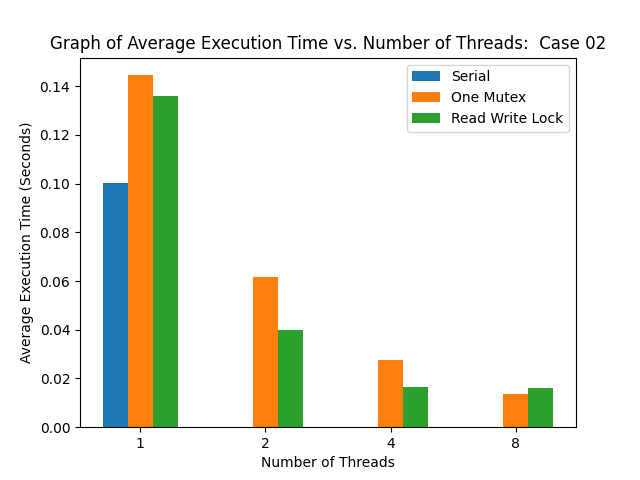 Graph of Average Execution Time vs. Number of Threads:  Case 02
Serial
One Mutex
Read Write Lock
Average Execution Time (Seconds)
0.14
0.12
0.10
0.08
0.06
0.04
0.02
0.00
1 2 4 8
Number of Threads